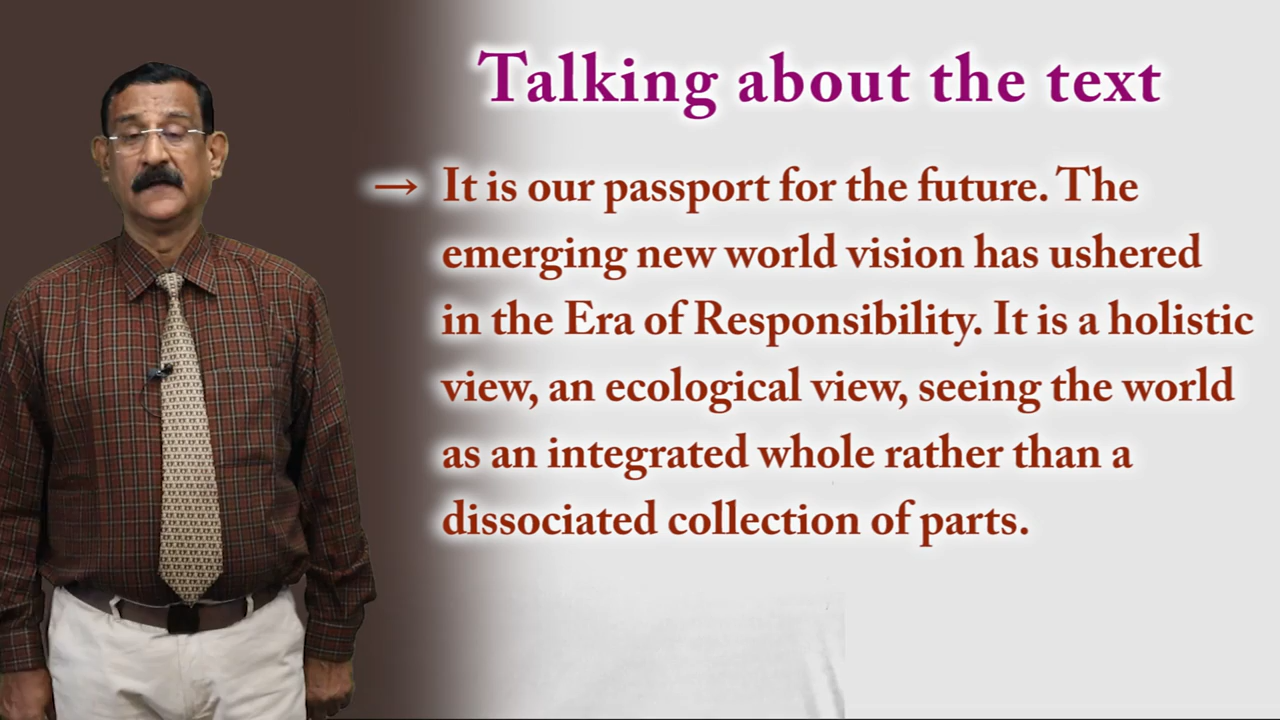 Talking about the text
→ It is our passport for the future. The
emerging new world vision has ushered
in the Era of Responsibility. It is a holistic
view, an ecological view, seeing the world
as an integrated whole rather than a
dissociated collection of parts.